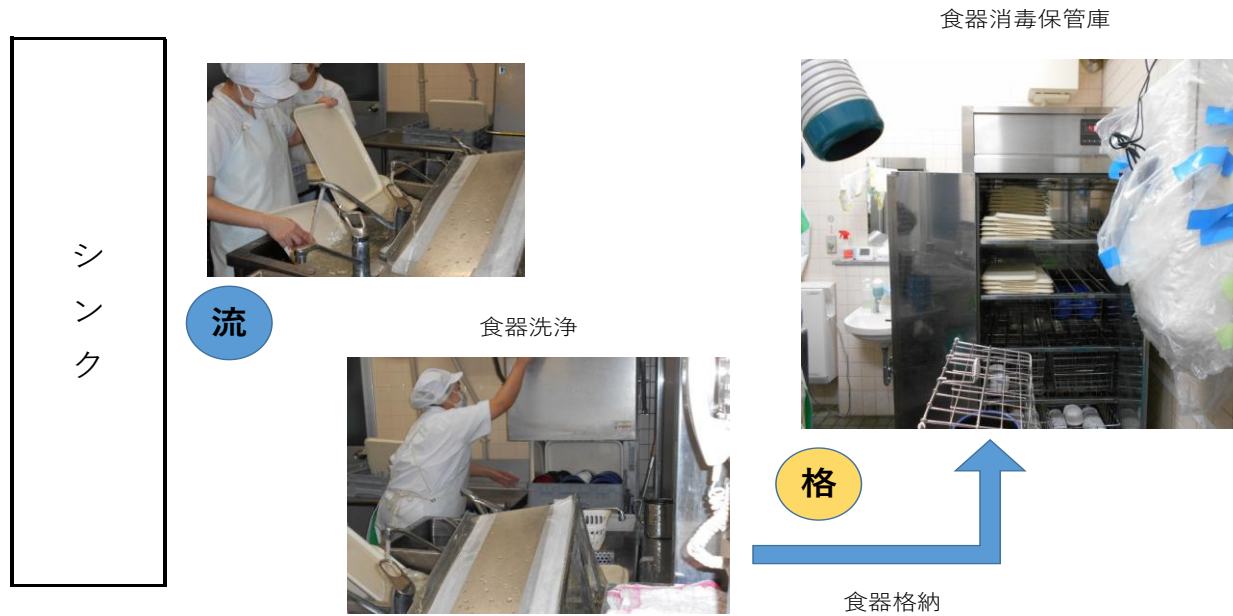 食器消毒保管庫
シンク
流
食器洗浄
格
食器格納